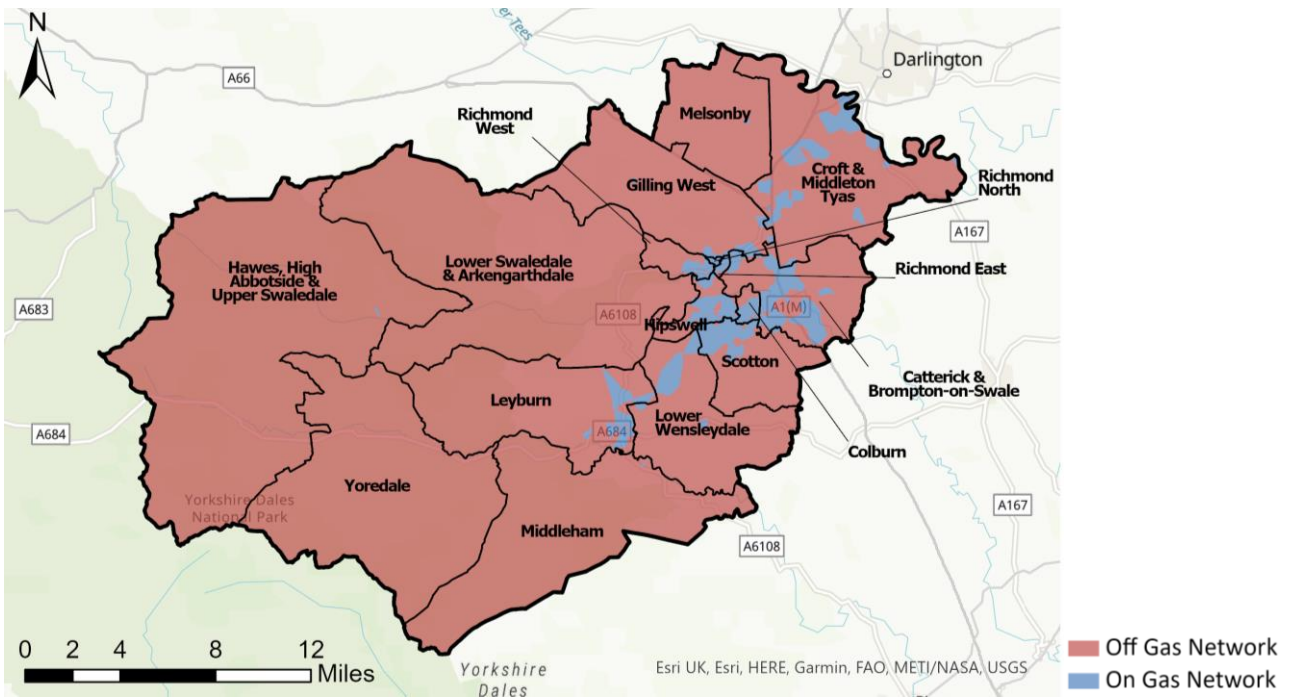 N
er Tees
A66
Darlington
Melsonby
Richmond
West
Croft &
Middleton
Tyas
Richmond
North
Gilling West
A167
Hawes, High
Abbotside &
Upper Swaledale
Lower Swaledale
& Arkengarthdale
Richmond East
A683
A6108
A1(M)
Hipswell
Scotton
Catterick &
Brompton-on-Swale
Leyburn
Lower
Wensleydale
A684
A684
Colburn
Yoredale
Yorkshire Dales
National Park
A167
Middleham
A6108
0 2 4 8 12
Miles
Yorkshire
Dales
Esri UK, Esri, HERE, Garmin, FAO, METI/NASA, USGS
Off Gas Network
On Gas Network